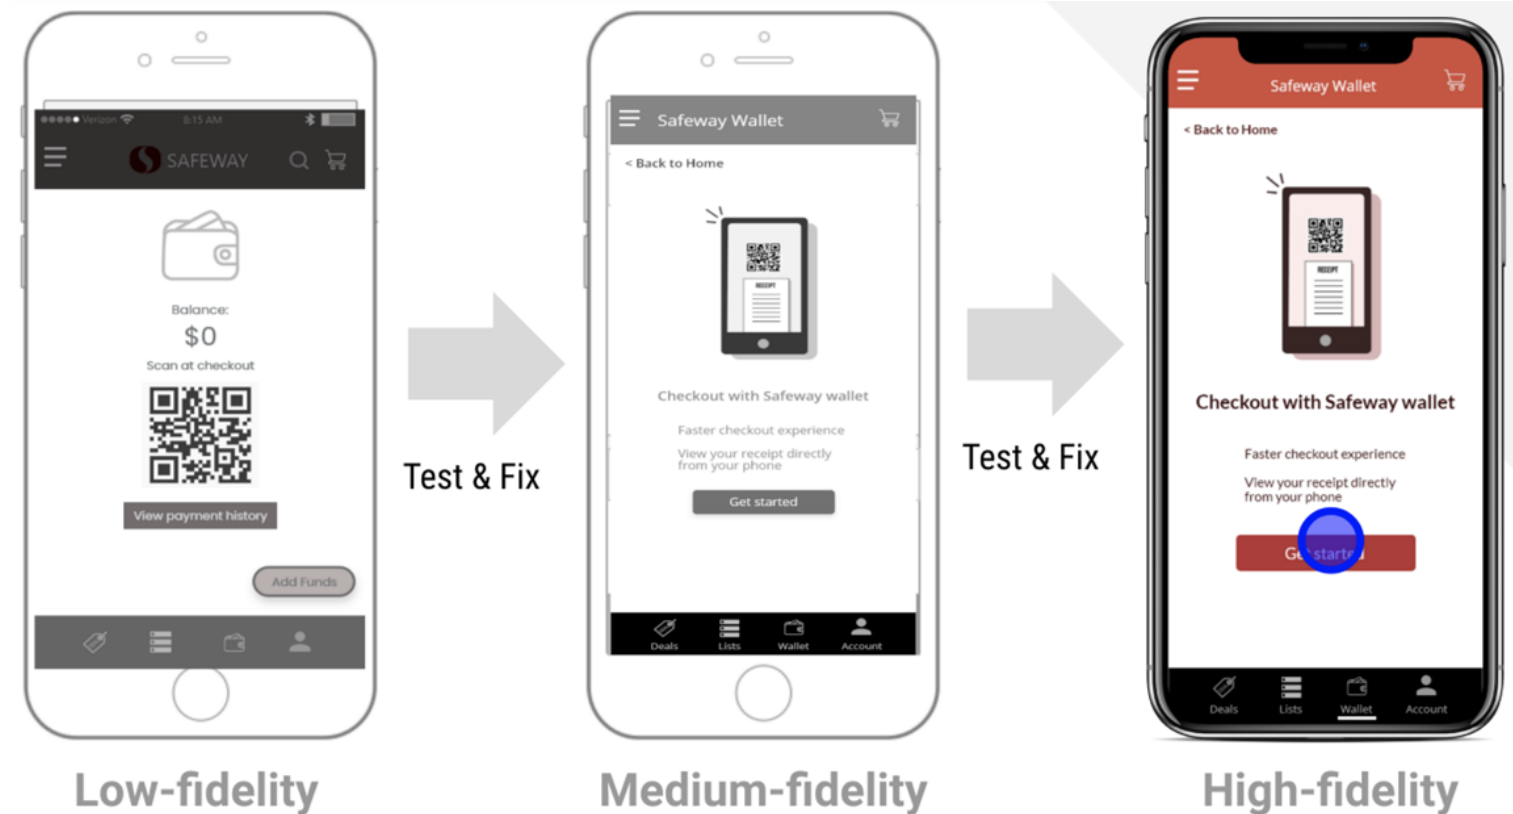 Verizon
8:15 AM
SAFEWAY
Balance:
$0
Scan at checkout
View payment history
Add Funds
Low-fidelity
Test & Fix
Safeway Wallet
< Back to Home
RECEIPT
Checkout with Safeway wallet
Faster checkout experience
View your receipt directly
from your phone
Get started
Deals Lists Wallet Account
Medium-fidelity
Test & Fix
Safeway Wallet
< Back to Home
RECEIPT
Checkout with Safeway wallet
Faster checkout experience
View your receipt directly
from your phone
Get started
Deals Lists Wallet Account
High-fidelity